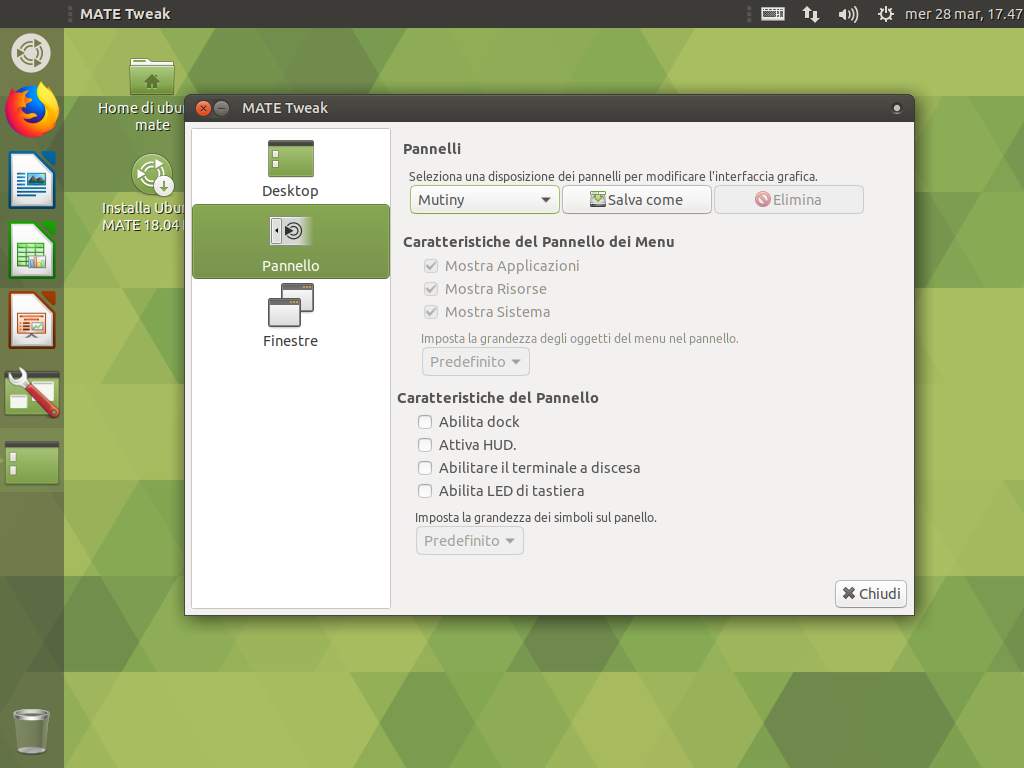 MATE Tweak
mer 28 mar, 17.47
Home di ubu
mate
Installa Ubu
MATE 18.04
MATE Tweak
Desktop
Pannello
Finestre
Pannelli
Seleziona una disposizione dei pannelli per modificare l'interfaccia grafica.
Mutiny
Salva come
Elimina
Caratteristiche del Pannello dei Menu
Mostra Applicazioni
Mostra Risorse
Mostra Sistema
Imposta la grandezza degli oggetti del menu nel pannello.
Predefinito
Caratteristiche del Pannello
Abilita dock
Attiva HUD.
Abilitare il terminale a discesa
Abilita LED di tastiera
Imposta la grandezza dei simboli sul panello.
Predefinito
Chiudi